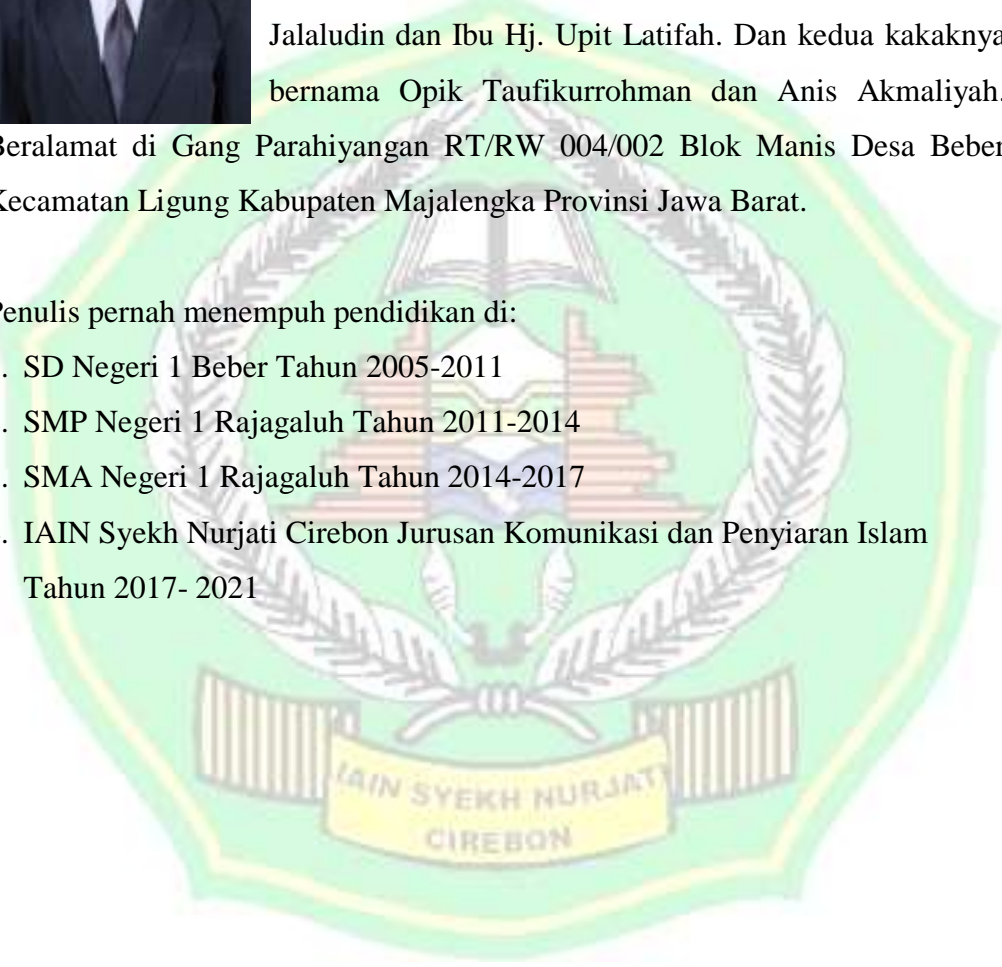 Jalaludin dan Ibu Hj. Upit Latifah. Dan kedua kakaknya
bernama Opik Taufikurrohman dan Anis Akmaliyah.
Beralamat di Gang Parahiyangan RT/RW 004/002 Blok Manis Desa Beber
Kecamatan Ligung Kabupaten Majalengka Provinsi Jawa Barat.
Penulis pernah menempuh pendidikan di:
. SD Negeri 1 Beber Tahun 2005-2011
. SMP Negeri 1 Rajagaluh Tahun 2011-2014
. SMA Negeri 1 Rajagaluh Tahun 2014-2017
. IAIN Syekh Nurjati Cirebon Jurusan Komunikasi dan Penyiaran Islam
Tahun 2017- 2021
IAIN SYEKH NURJATI
CIREBON